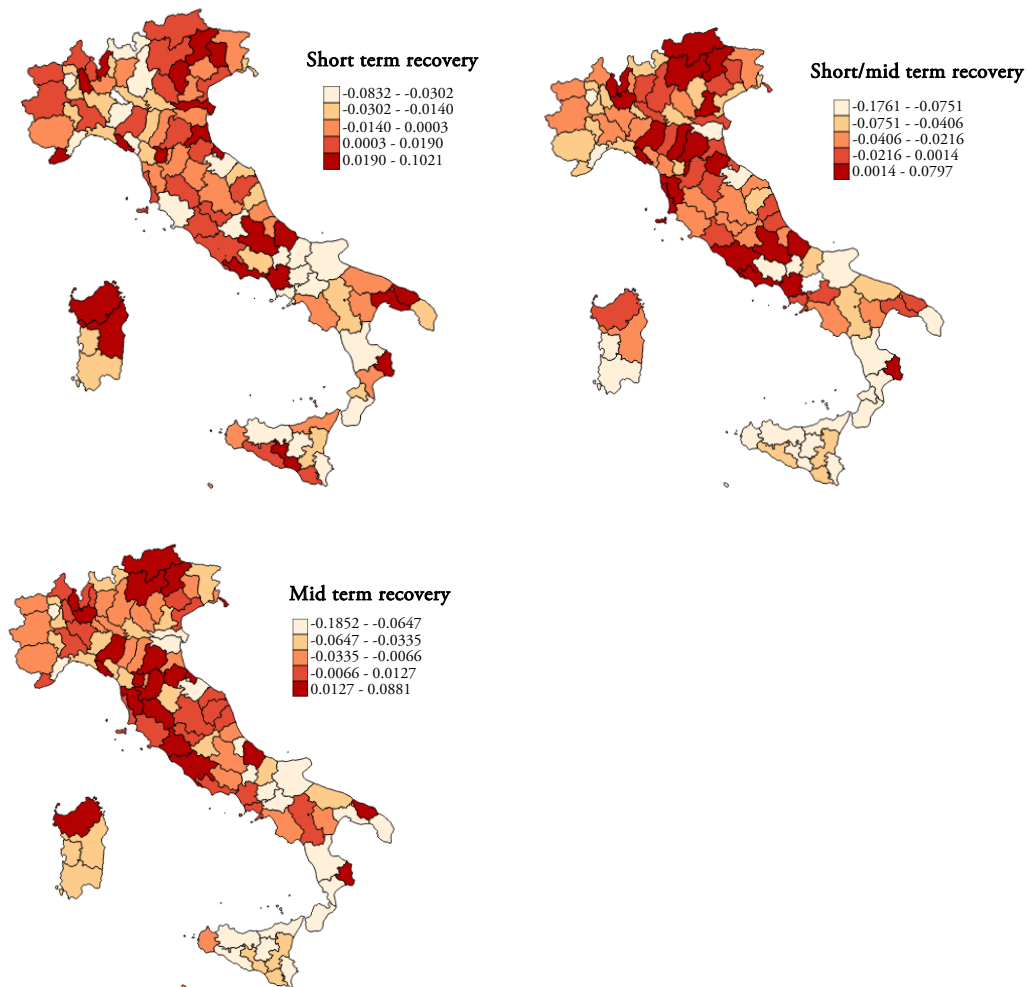 Short term recovery
-0.0832 - -0.0302
-0.0302 - -0.0140
-0.0140 - 0.0003
0.0003 - 0.0190
0.0190 - 0.1021
Short/mid term recovery
-0.1761 - -0.0751
-0.0751 - -0.0406
-0.0406 - -0.0216
-0.0216 - 0.0014
0.0014 - 0.0797
Mid term recovery
-0.1852 - -0.0647
-0.0647 - -0.0335
-0.0335 - -0.0066
-0.0066 - 0.0127
0.0127 - 0.0881